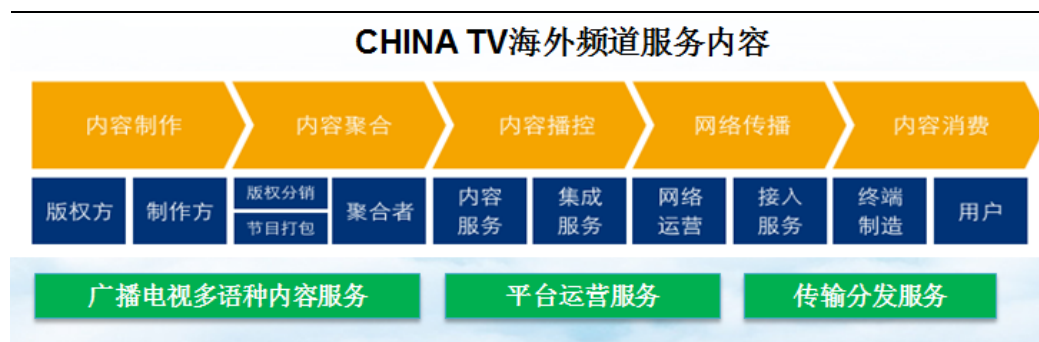 CHINA TV海外频道服务内容
内容制作
内容聚合
内容播控
网络传播
内容消费
版权方
制作方
版权分销
节目打包
聚合者
内容
服务
集成
服务
网络
运营
接入
服务
终端
制造
用户
广播电视多语种内容服务
平台运营服务
传输分发服务